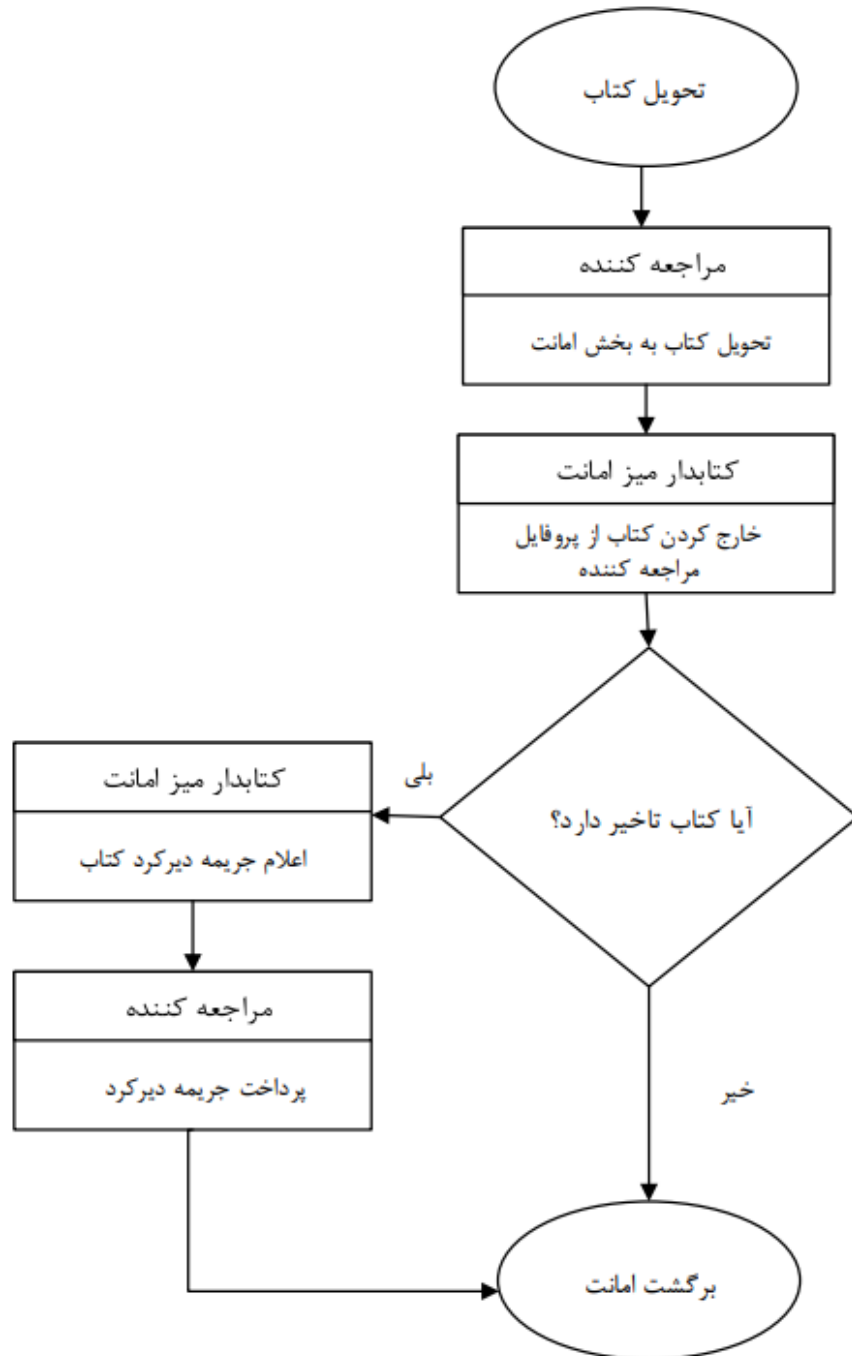 تحویل کتاب
مراجعه کننده
تحویل کتاب به بخش امانت
کتابدار میز امانت
خارج کردن کتاب از پروفایل
مراجعه کننده
آیا کتاب تاخیر دارد؟
بلی
کتابدار میز امانت
اعلام جریمه دیرکرد کتاب
مراجعه کننده
پرداخت جریمه دیرکرد
خیر
برگشت امانت